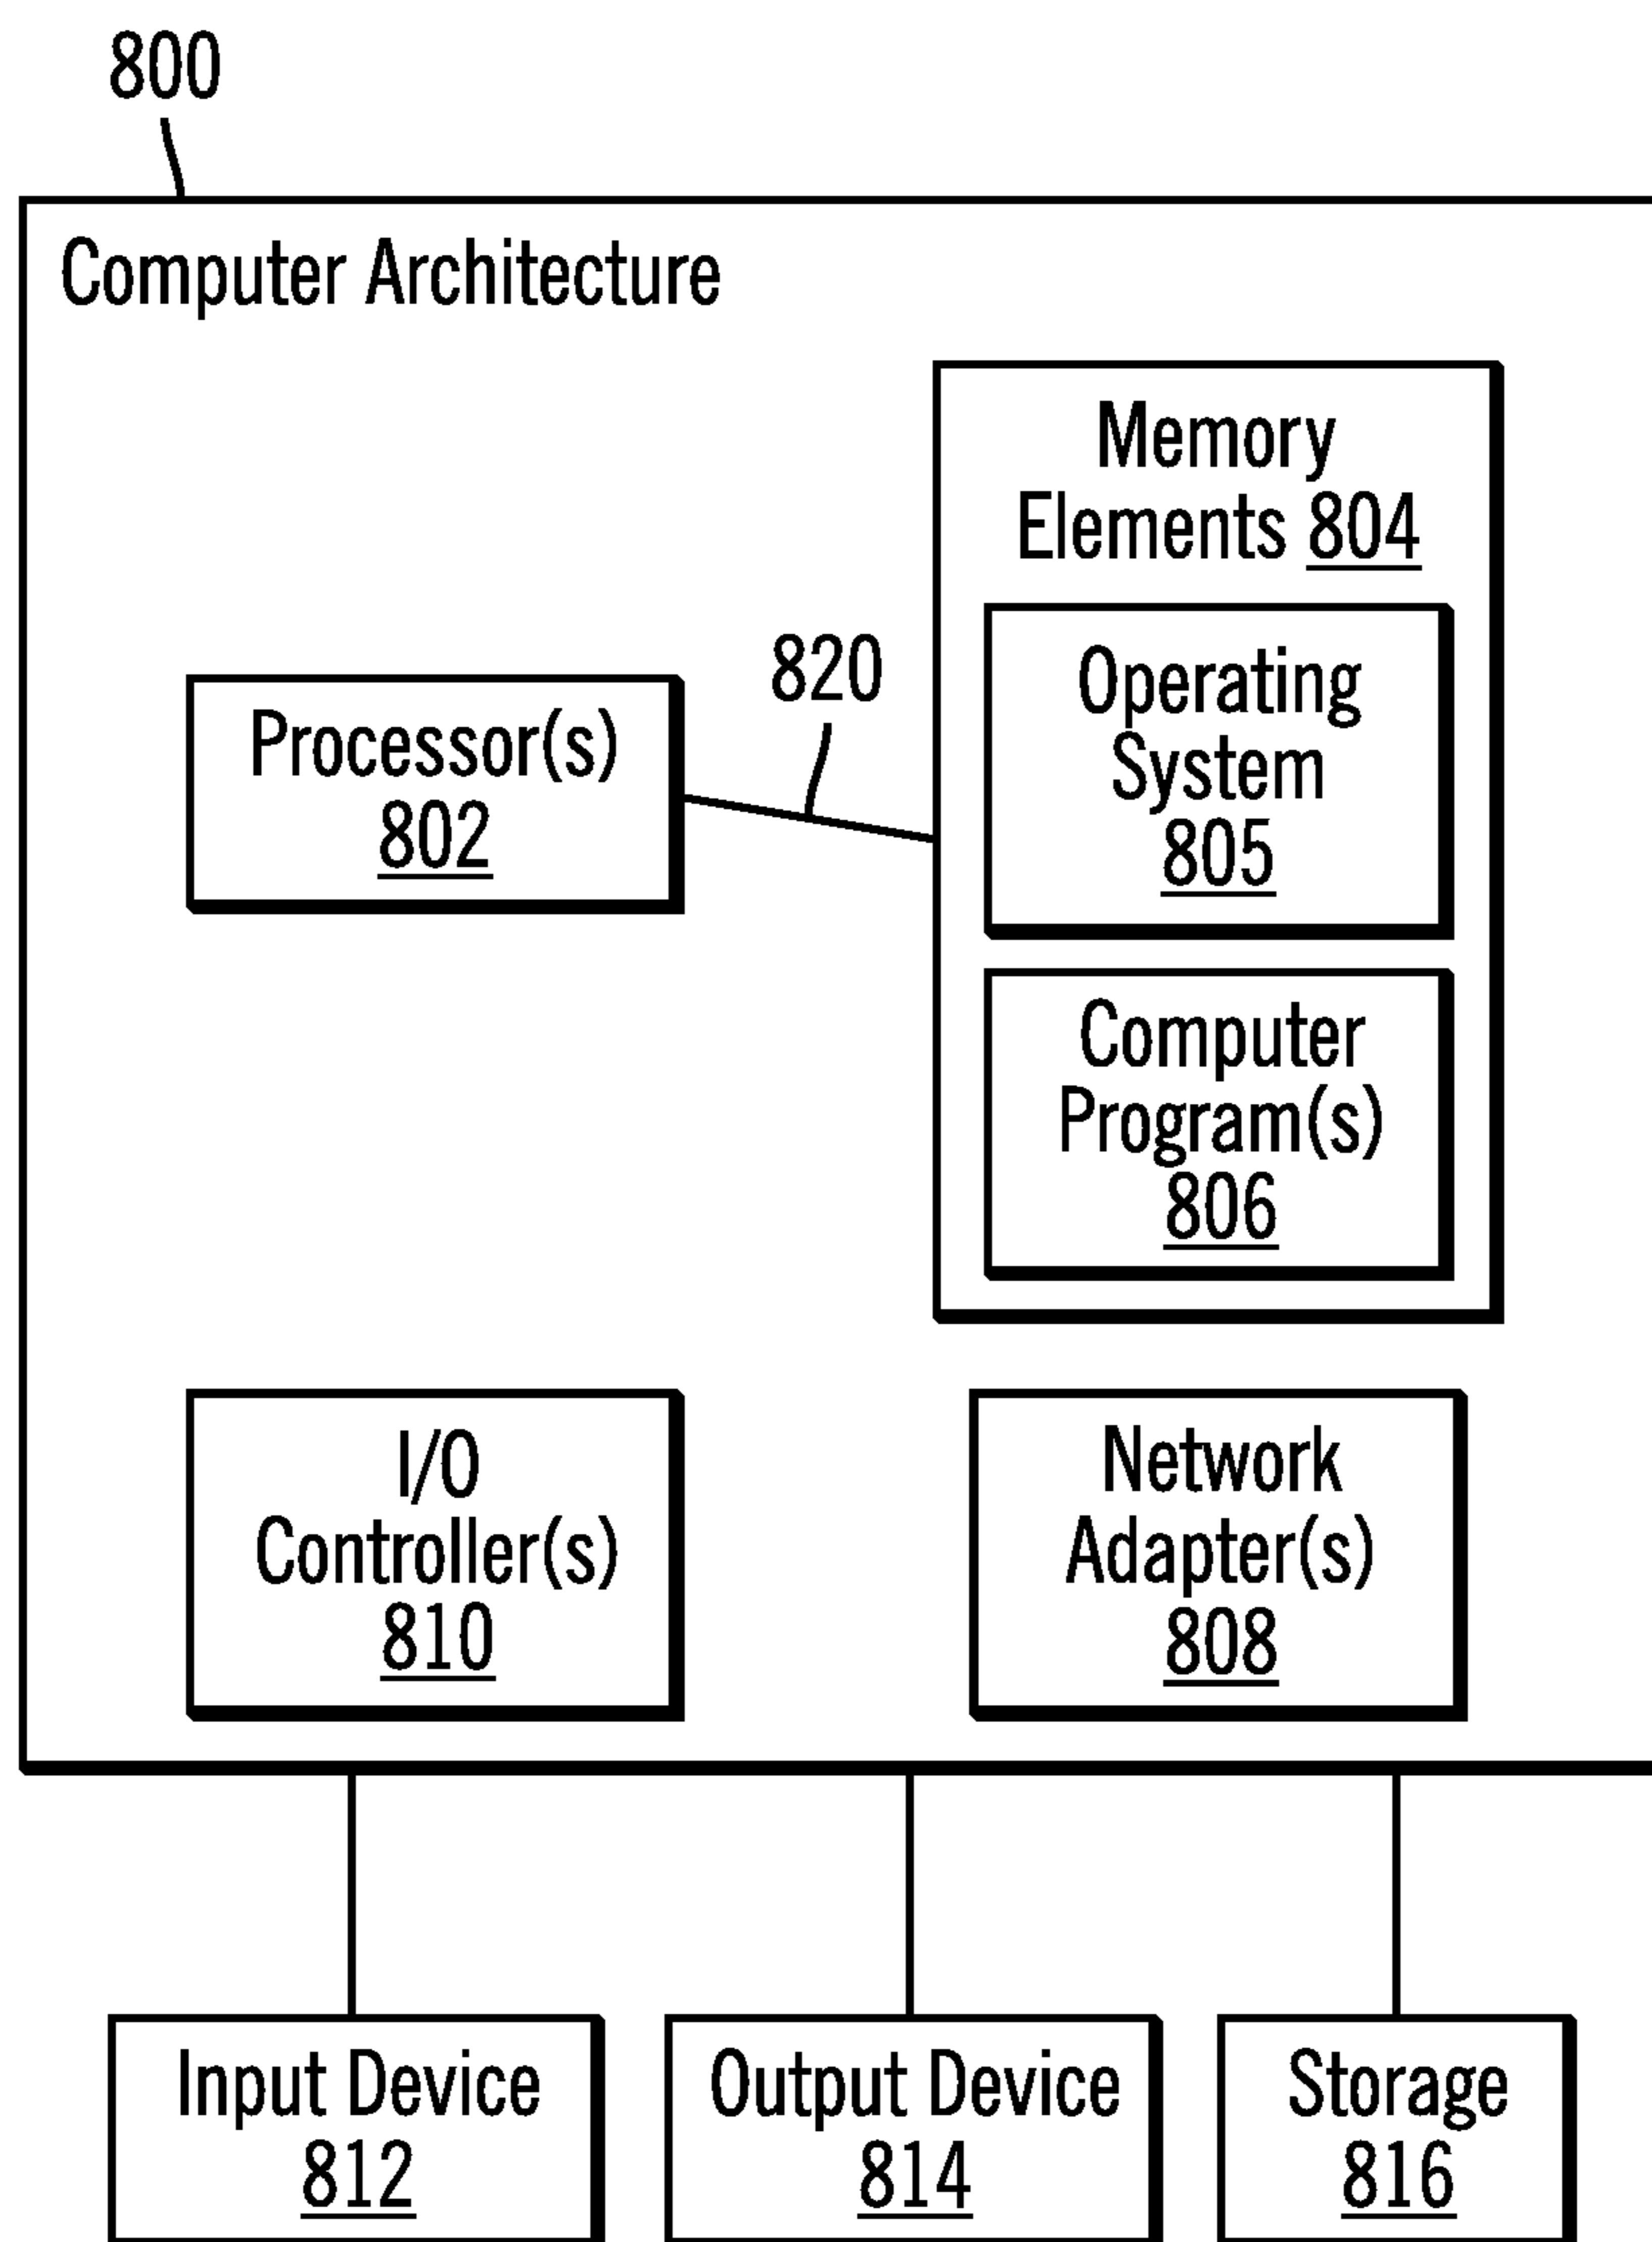 800
Computer Architecture
Memory
Elements 804
820
Operating
System
805
Processor(s)
802
Computer
Program(s)
806
I/O
Controller(s)
810
Network
Adapter(s)
808
Input Device
812
Output Device
814
Storage
816